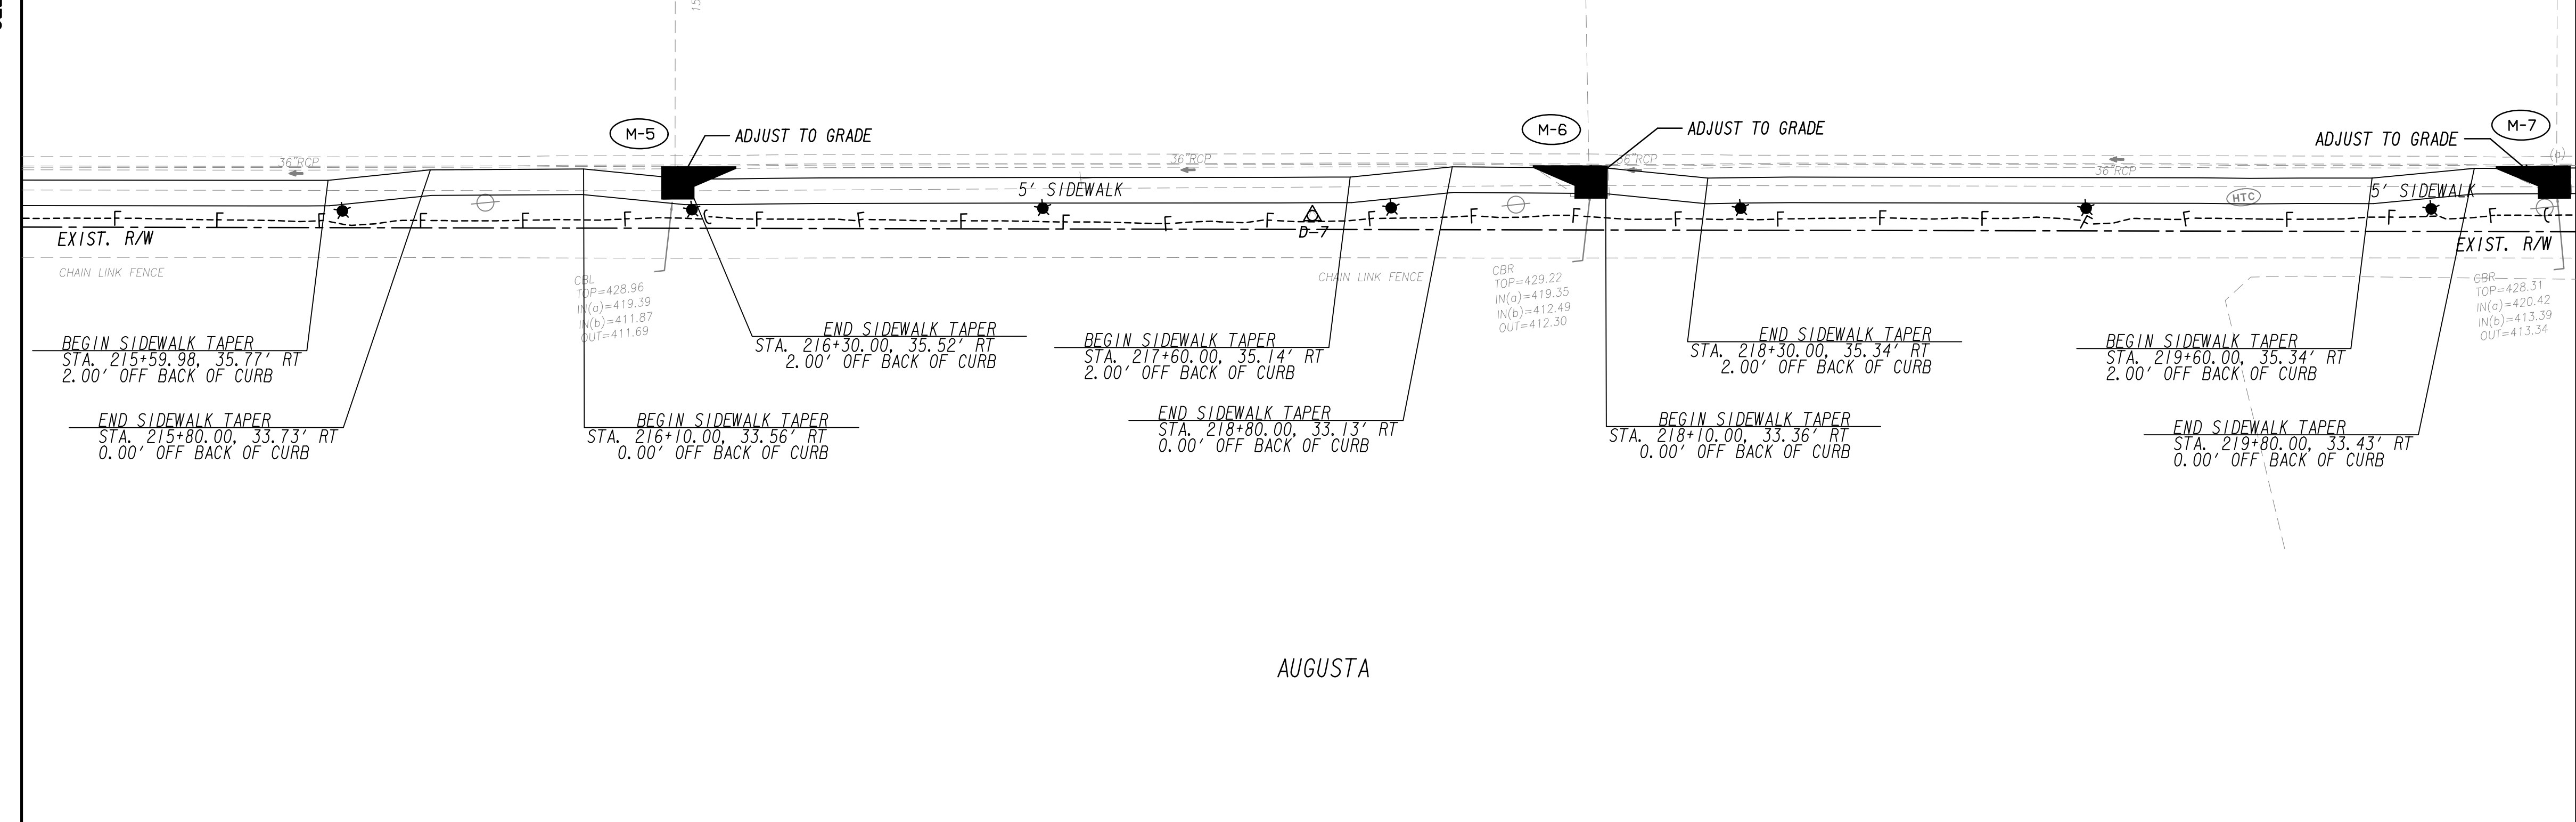 M-5
ADJUST TO GRADE
M-6
ADJUST TO GRADE
M-7
ADJUST TO GRADE
36"RCP
36"RCP
36"RCP
36"RCP
(b)
5' SIDEWALK
5' SIDEWALK
HTC
F F F F F F F F F F F F F F F F F F F F F F F
D-7
EXIST. R/W
EXIST. R/W
CHAIN LINK FENCE
CHAIN LINK FENCE
CBL
TOP=428.96
IN(a)=419.39
IN(b)=411.87
OUT=411.69
CBR
TOP=429.22
IN(a)=419.35
IN(b)=412.49
OUT=412.30
CBR
TOP=428.31
IN(a)=420.42
IN(b)=413.39
OUT=413.34
BEGIN SIDEWALK TAPER
STA. 215+59.98, 35.77' RT
2.00' OFF BACK OF CURB
END SIDEWALK TAPER
STA. 216+30.00, 35.52' RT
2.00' OFF BACK OF CURB
BEGIN SIDEWALK TAPER
STA. 217+60.00, 35.14' RT
2.00' OFF BACK OF CURB
END SIDEWALK TAPER
STA. 218+30.00, 35.34' RT
2.00' OFF BACK OF CURB
BEGIN SIDEWALK TAPER
STA. 219+60.00, 35.34' RT
2.00' OFF BACK OF CURB
END SIDEWALK TAPER
STA. 215+80.00, 33.73' RT
0.00' OFF BACK OF CURB
BEGIN SIDEWALK TAPER
STA. 216+10.00, 33.56' RT
0.00' OFF BACK OF CURB
END SIDEWALK TAPER
STA. 218+80.00, 33.13' RT
0.00' OFF BACK OF CURB
BEGIN SIDEWALK TAPER
STA. 218+10.00, 33.36' RT
0.00' OFF BACK OF CURB
END SIDEWALK TAPER
STA. 219+80.00, 33.43' RT
0.00' OFF BACK OF CURB
AUGUSTA